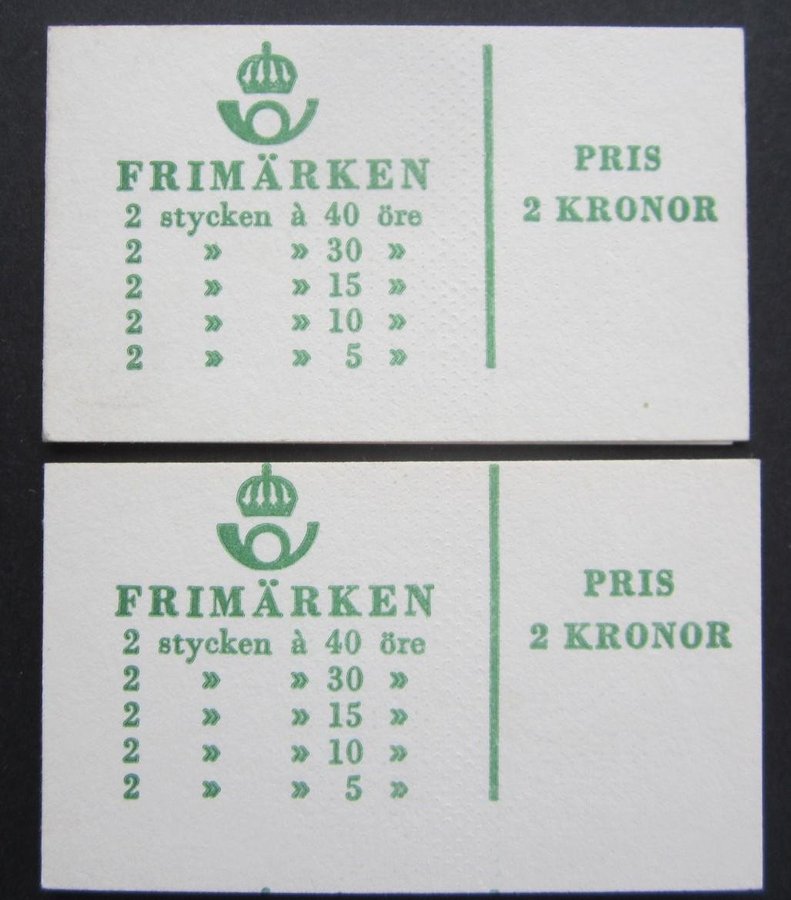 FRIMÄRKEN
2 stycken à 40 öre
2 » » 30 »
2 » » 15 »
2 » » 10 »
2 » » 5 »
PRIS
2 KRONOR
FRIMÄRKEN
2 stycken à 40 öre
2 » » 30 »
2 » » 15 »
2 » » 10 »
2 » » 5 »
PRIS
2 KRONOR